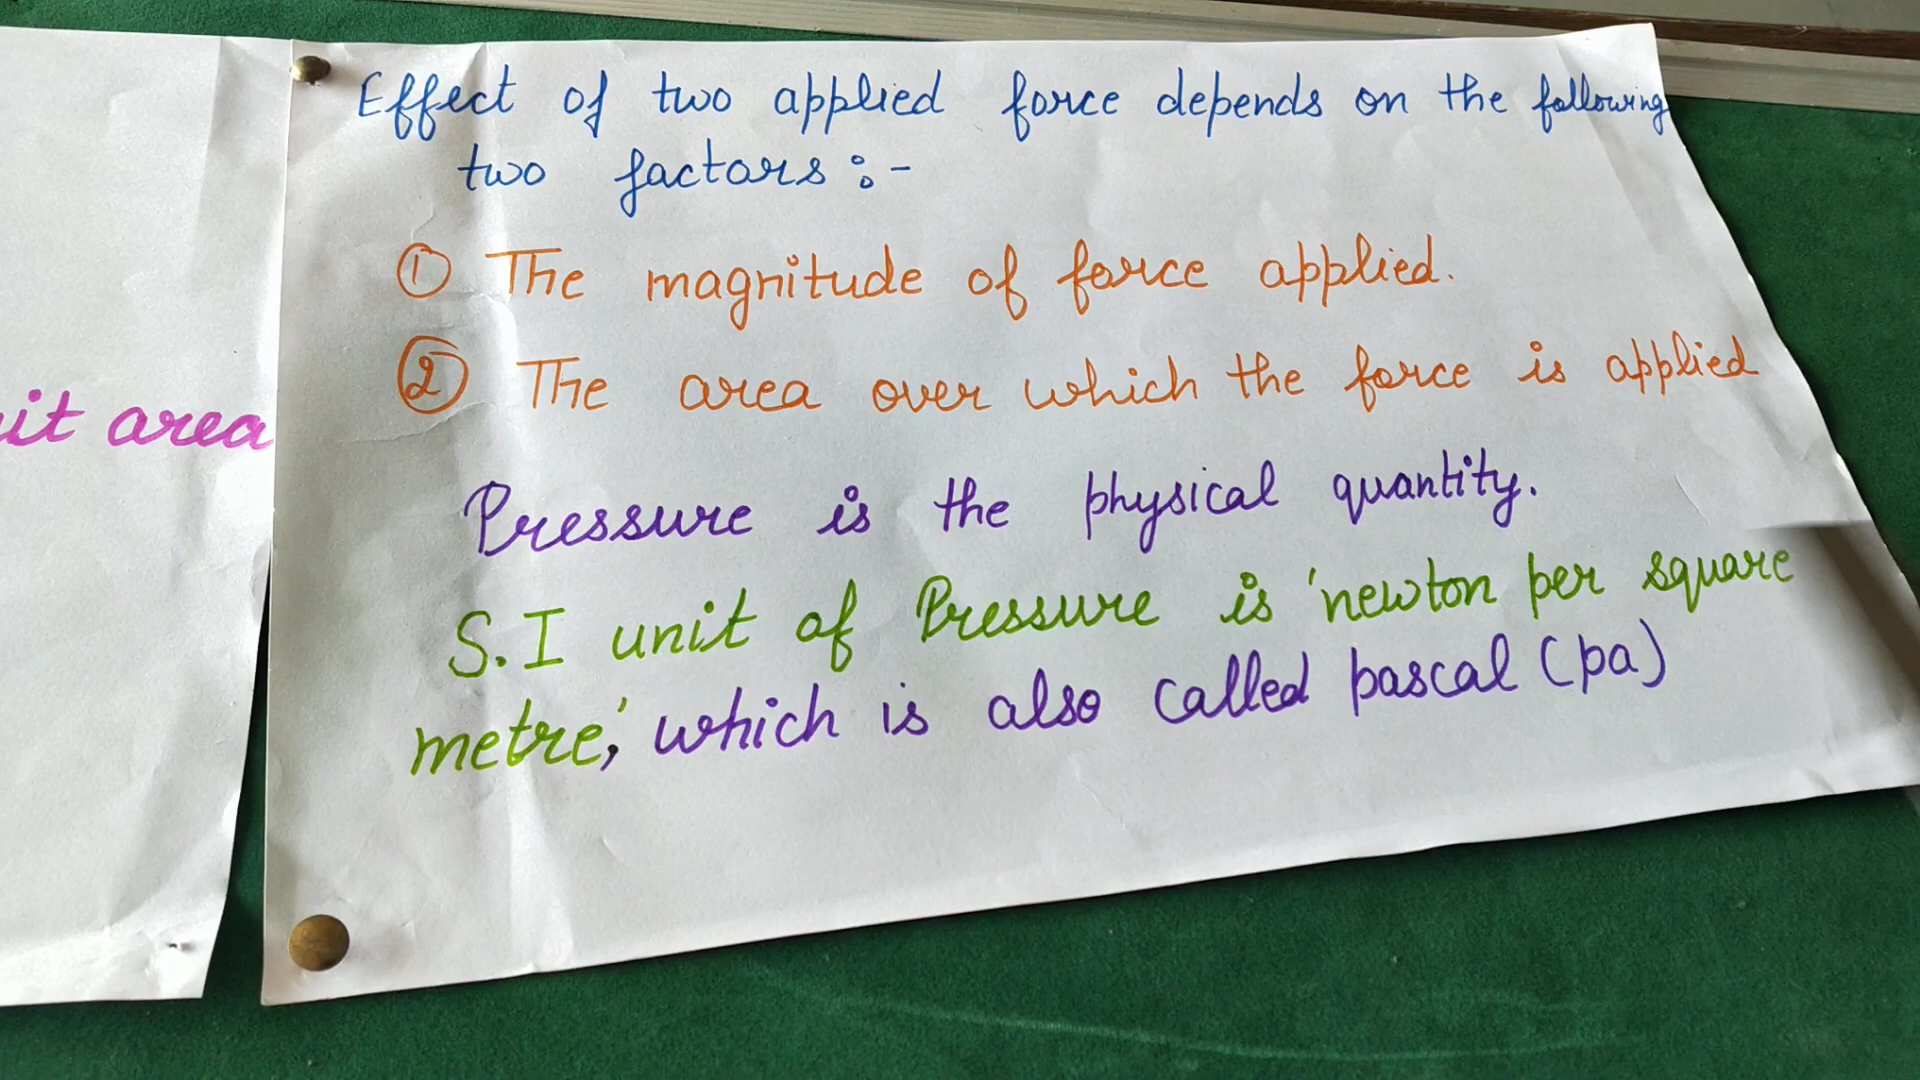 it area
Effect of two applied force depends on the following
two factors :-
① The magnitude of force applied.
② The area over which the force is applied
Pressure is the physical quantity.
S.I unit of Pressure is 'newton per square
metre,' which is also called pascal (pa)